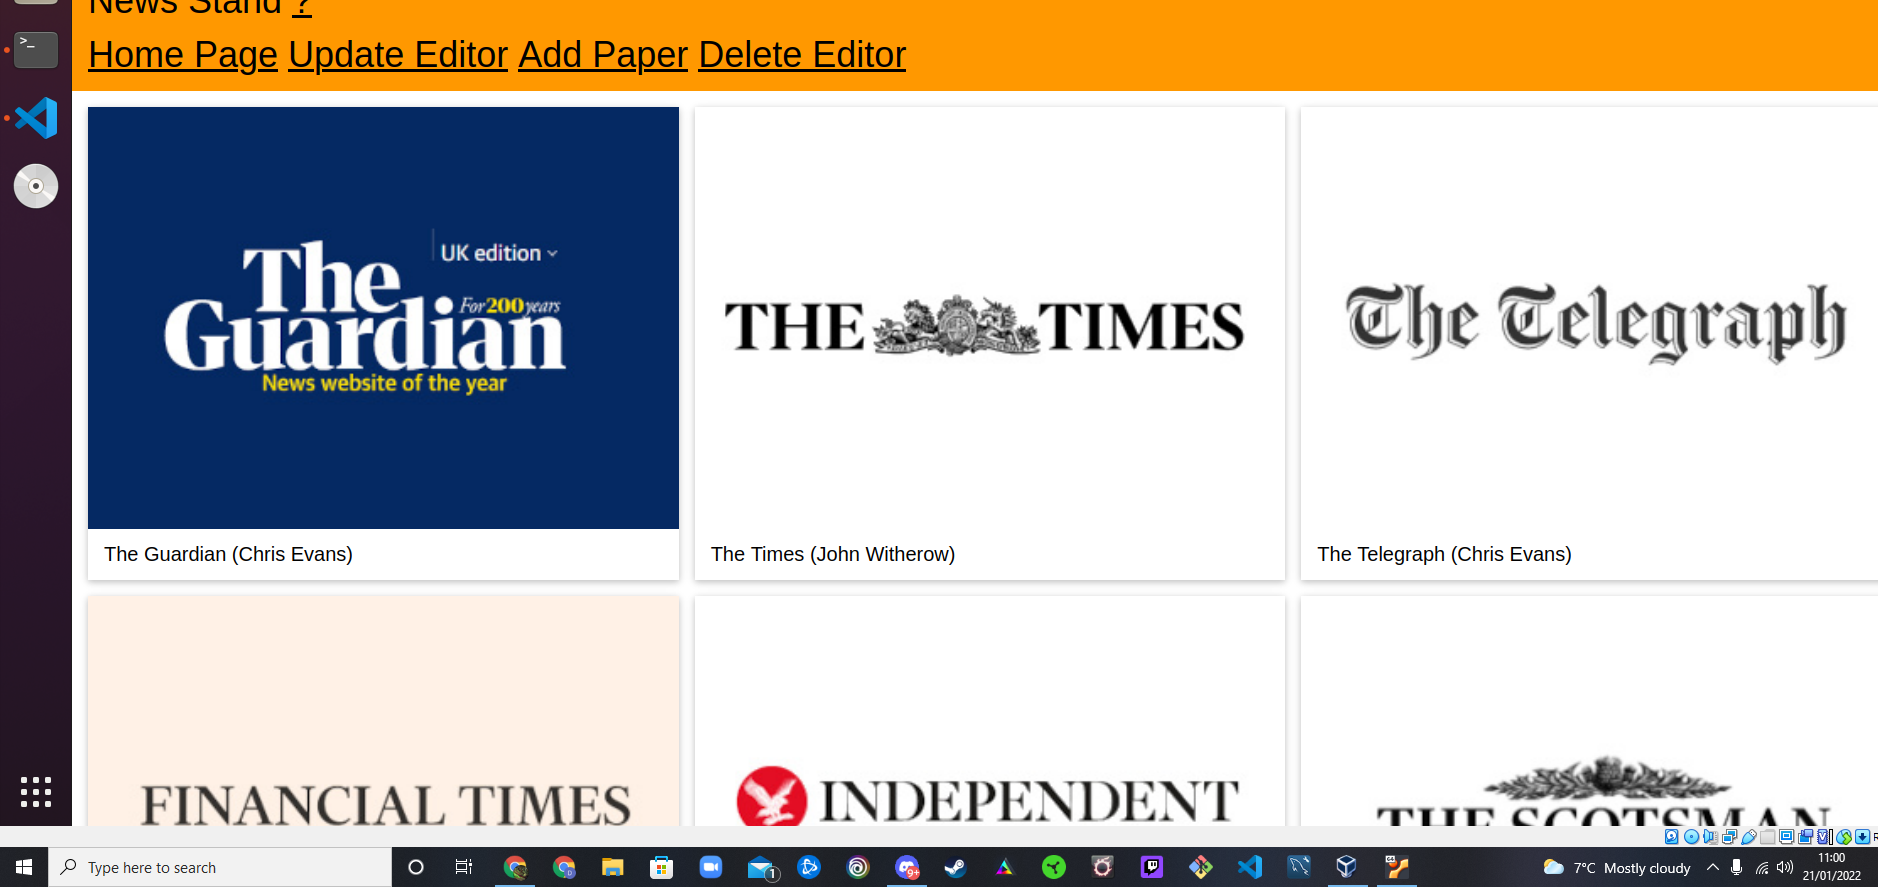 News Stand ?
Home Page Update Editor Add Paper Delete Editor
UK edition
The
For 200 years
Guardian
News website of the year
THE TIMES
The Telegraph
The Guardian (Chris Evans)
The Times (John Witherow)
The Telegraph (Chris Evans)
FINANCIAL TIMES
INDEPENDENT
THE SCOTSMAN
Type here to search
1
9+
7°C Mostly cloudy
11:00
21/01/2022